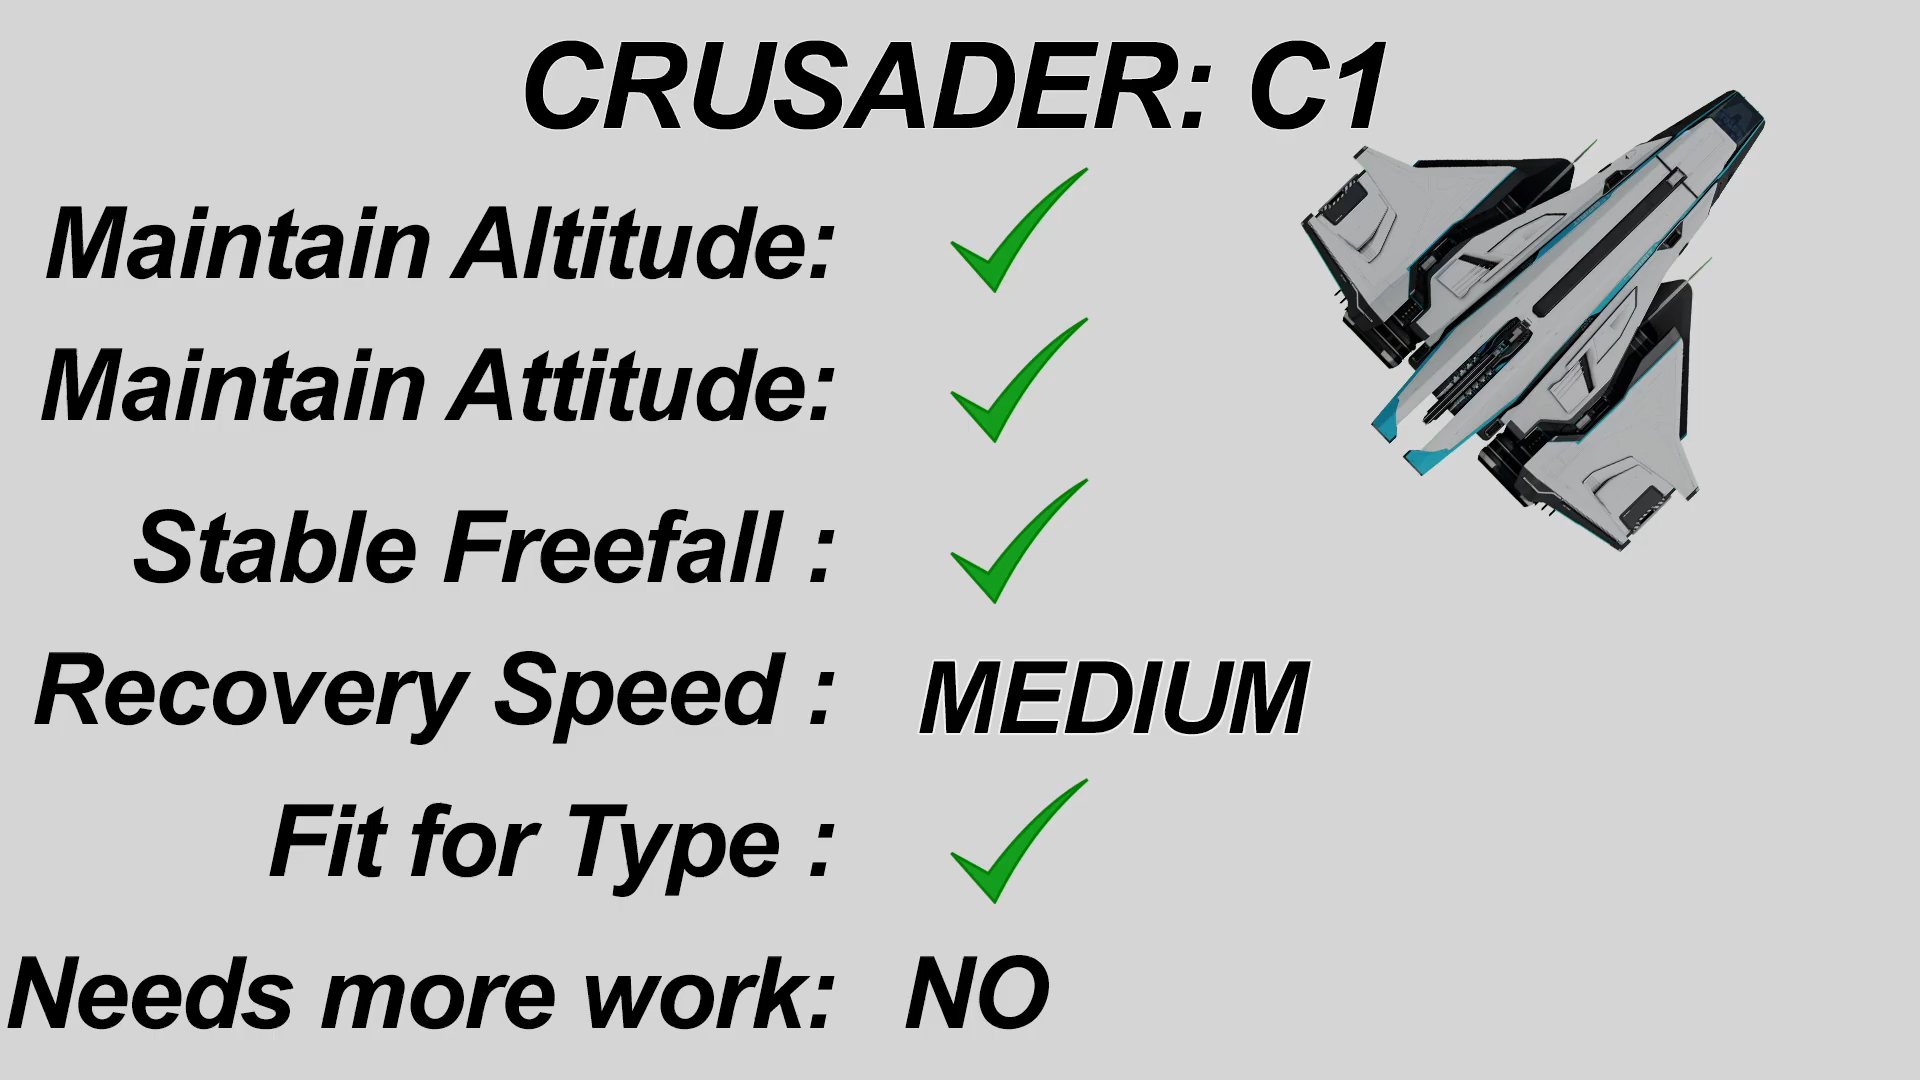 CRUSADER: C1
Maintain Altitude:
Maintain Attitude:
Stable Freefall :
Recovery Speed : MEDIUM
Fit for Type :
Needs more work: NO